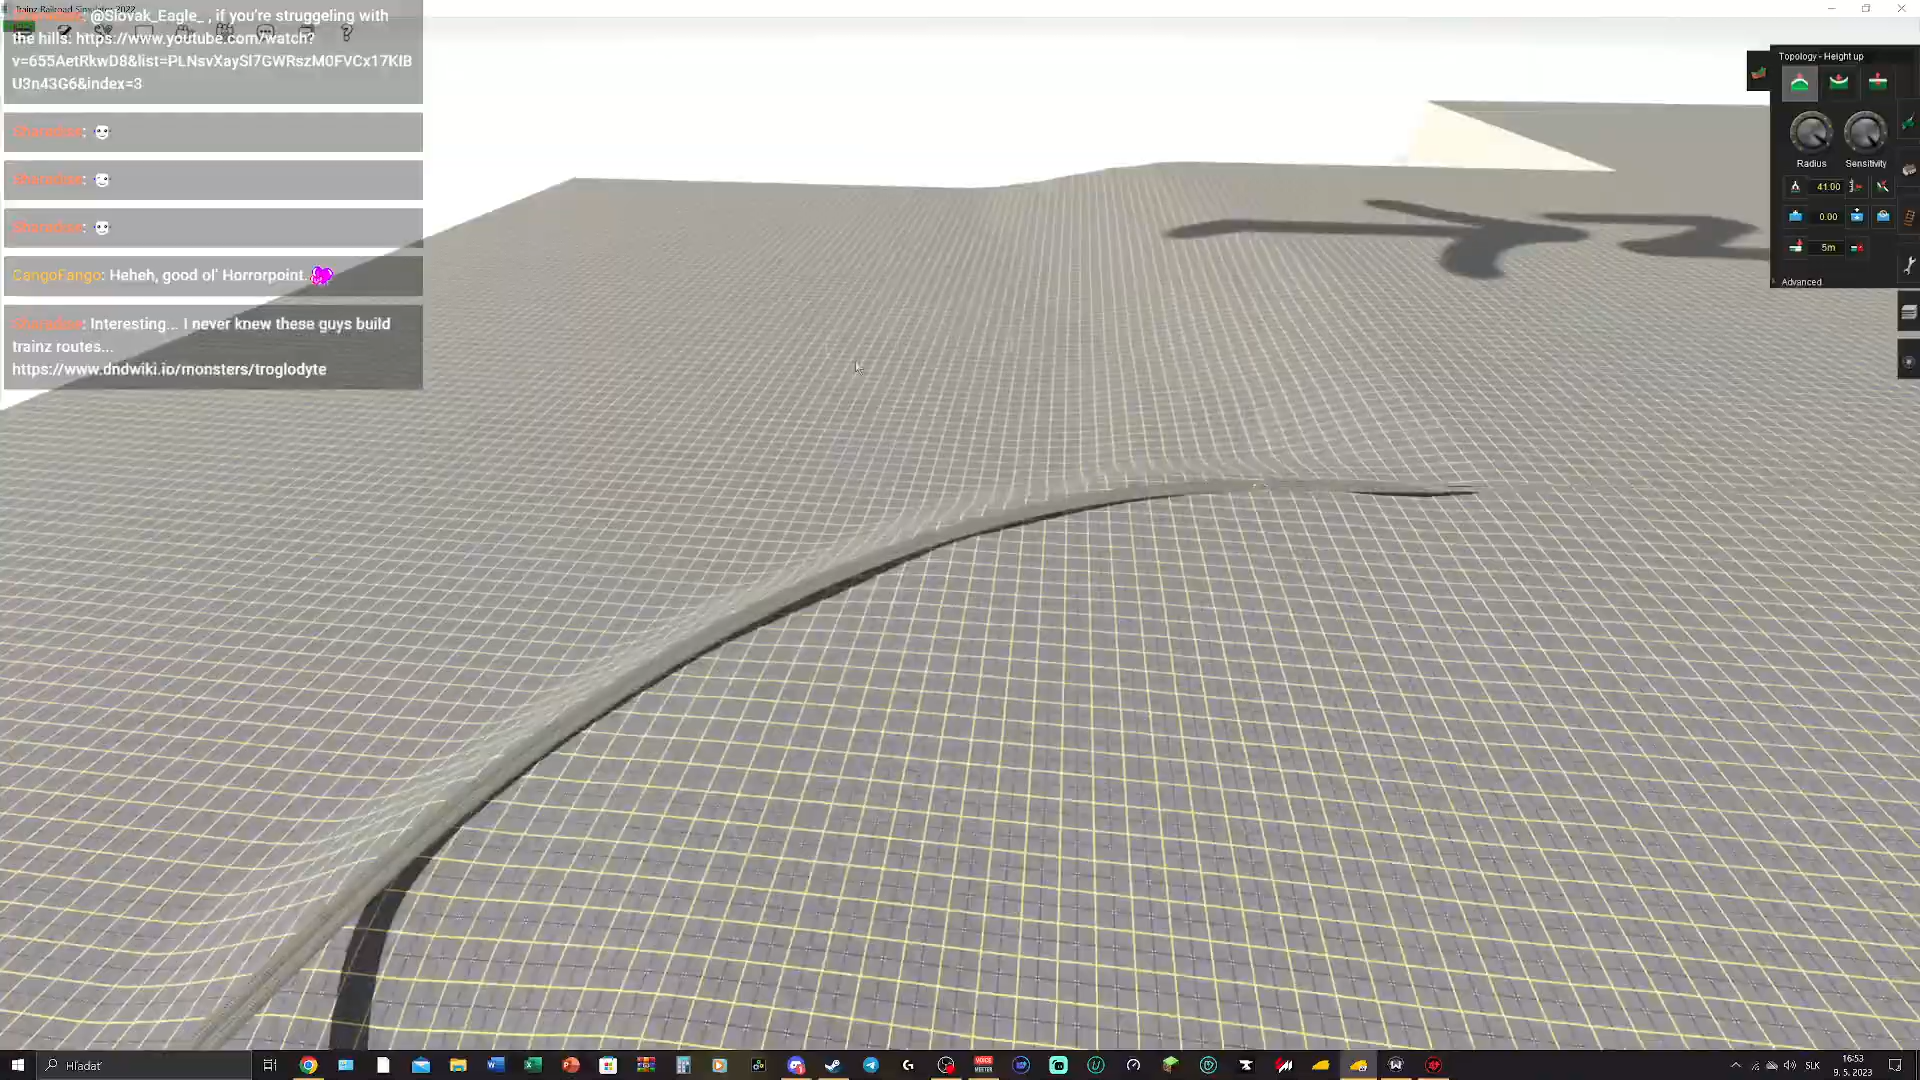 Trainz Railroad Simulator 2022
@Slovak_Eagle_ , if you're struggeling with
the hills: https://www.youtube.com/watch?
v=655AetRkwD8&list=PLNsvXaySl7GWRszM0FVCx17KIB
U3n43G6&index=3
CangoFango: Heheh, good ol' Horrorpoint.
: Interesting... I never knew these guys build
trainz routes...
https://www.dndwiki.io/monsters/troglodyte
Topology - Height up
Radius Sensitivity
41.00
0.00
5m
Advanced
Hľadať
VOICE
MEETER
SLK
16:53
9. 5. 2023